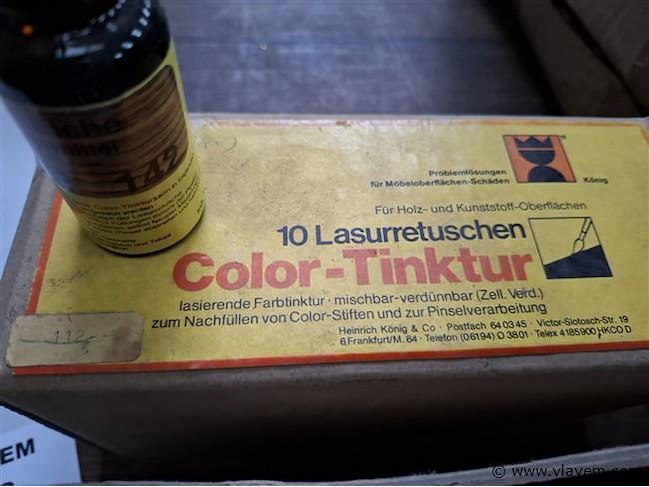 142
Problemlösungen
für Möbeloberflächen-Schäden
König
Für Holz- und Kunststoff-Oberflächen
10 Lasurretuschen
Color-Tinktur
lasierende Farbtinktur · mischbar-verdünnbar (Zell. Verd.)
zum Nachfüllen von Color-Stiften und zur Pinselverarbeitung
Heinrich König & Co · Postfach 64 03 45 · Victor-Slotosch-Str. 19
6 Frankfurt/M. 64 · Telefon (06194) 0 3801 · Telex 4185900 HKCO D
112
EM
© www.vlavem.com